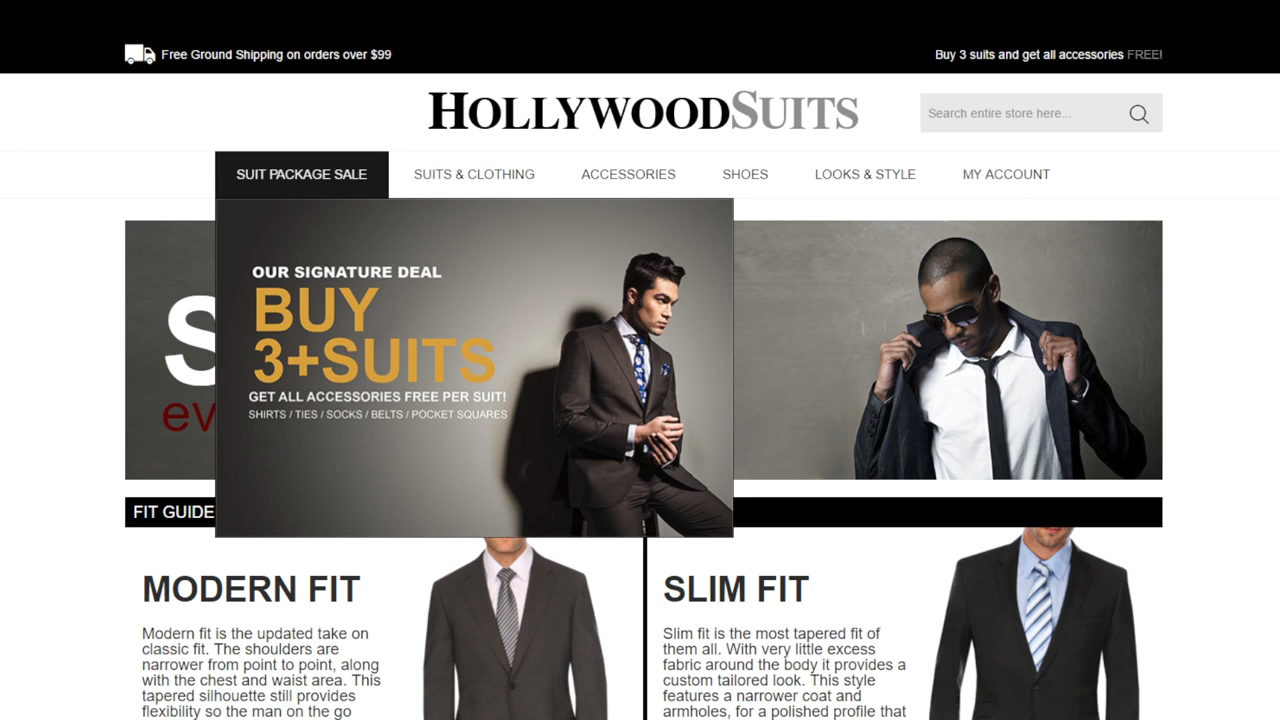 Free Ground Shipping on orders over $99
Buy 3 suits and get all accessories FREE!
HOLLYWOODSUITS
Search entire store here...
SUIT PACKAGE SALE
SUITS & CLOTHING
ACCESSORIES
SHOES
LOOKS & STYLE
MY ACCOUNT
OUR SIGNATURE DEAL
BUY
3+SUITS
GET ALL ACCESSORIES FREE PER SUIT!
SHIRTS / TIES / SOCKS / BELTS / POCKET SQUARES
S
ev
FIT GUIDE
MODERN FIT
Modern fit is the updated take on
classic fit. The shoulders are
narrower from point to point, along
with the chest and waist area. This
tapered silhouette still provides
flexibility so the man on the go
SLIM FIT
Slim fit is the most tapered fit of
them all. With very little excess
fabric around the body it provides a
custom tailored look. This style
features a narrower coat and
armholes, for a polished profile that